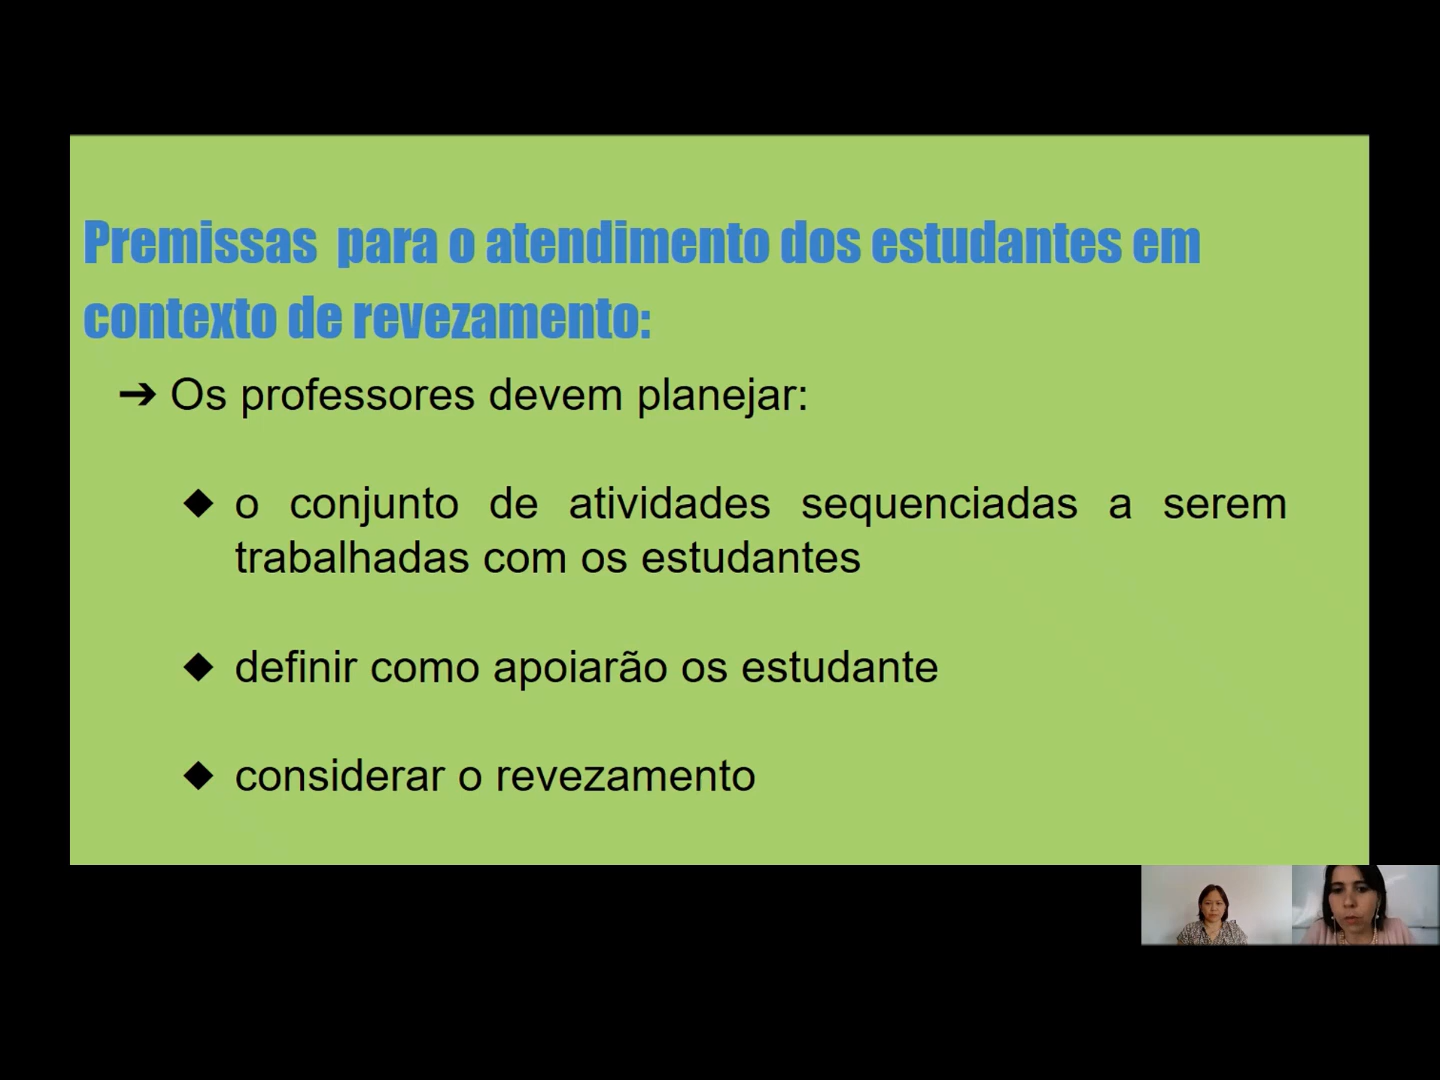 Premissas  para o atendimento dos estudantes em
contexto de revezamento:
➔ Os professores devem planejar:
◆ o conjunto de atividades sequenciadas a serem
trabalhadas com os estudantes
◆ definir como apoiarão os estudante
◆ considerar o revezamento